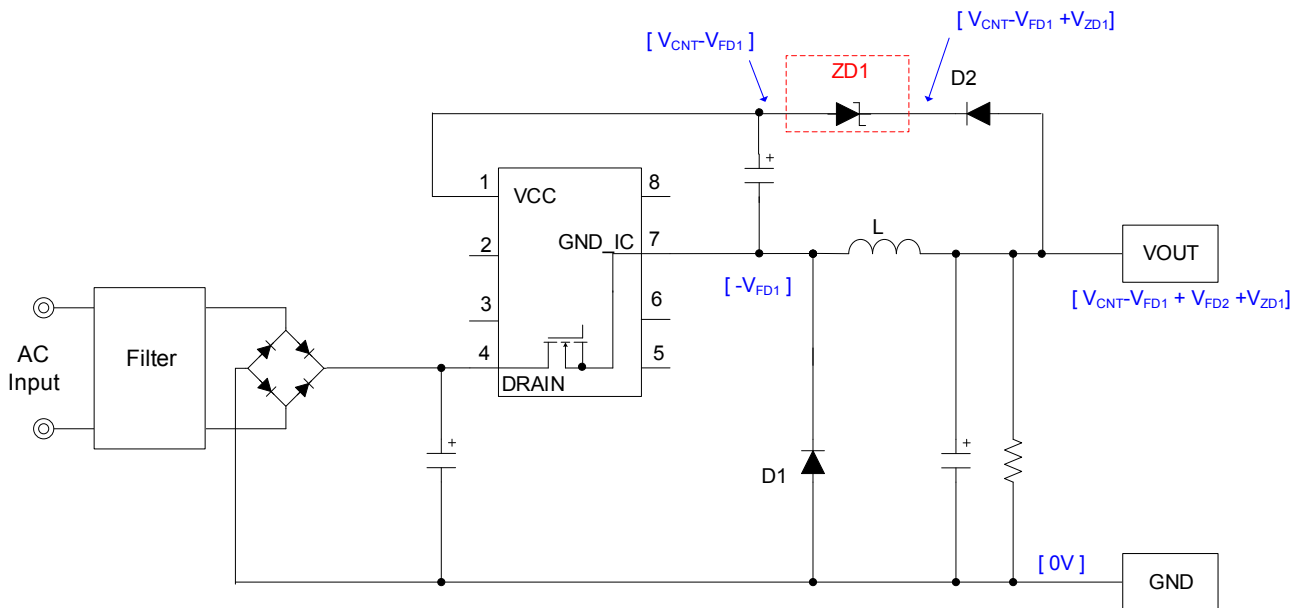 [ VCNT-VFD1 +VZD1]
[ VCNT-VFD1 ]
ZD1
D2
+
1
VCC
8
2
GND_IC
7
L
VOUT
[ -VFD1 ]
[ VCNT-VFD1 + VFD2 +VZD1]
3
6
AC
Input
Filter
4
5
DRAIN
+
D1
+
[ 0V ]
GND